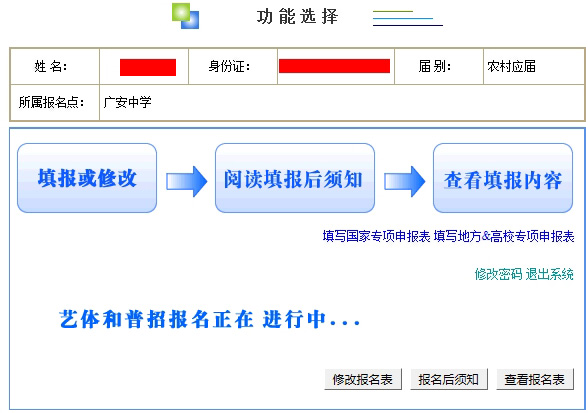 功能选择
姓 名： 身份证： 届 别： 农村应届
所属报名点： 广安中学
填报或修改 阅读填报后须知 查看填报内容
填写国家专项申报表 填写地方&高校专项申报表
修改密码 退出系统
艺体和普招报名正在 进行中...
修改报名表 报名后须知 查看报名表